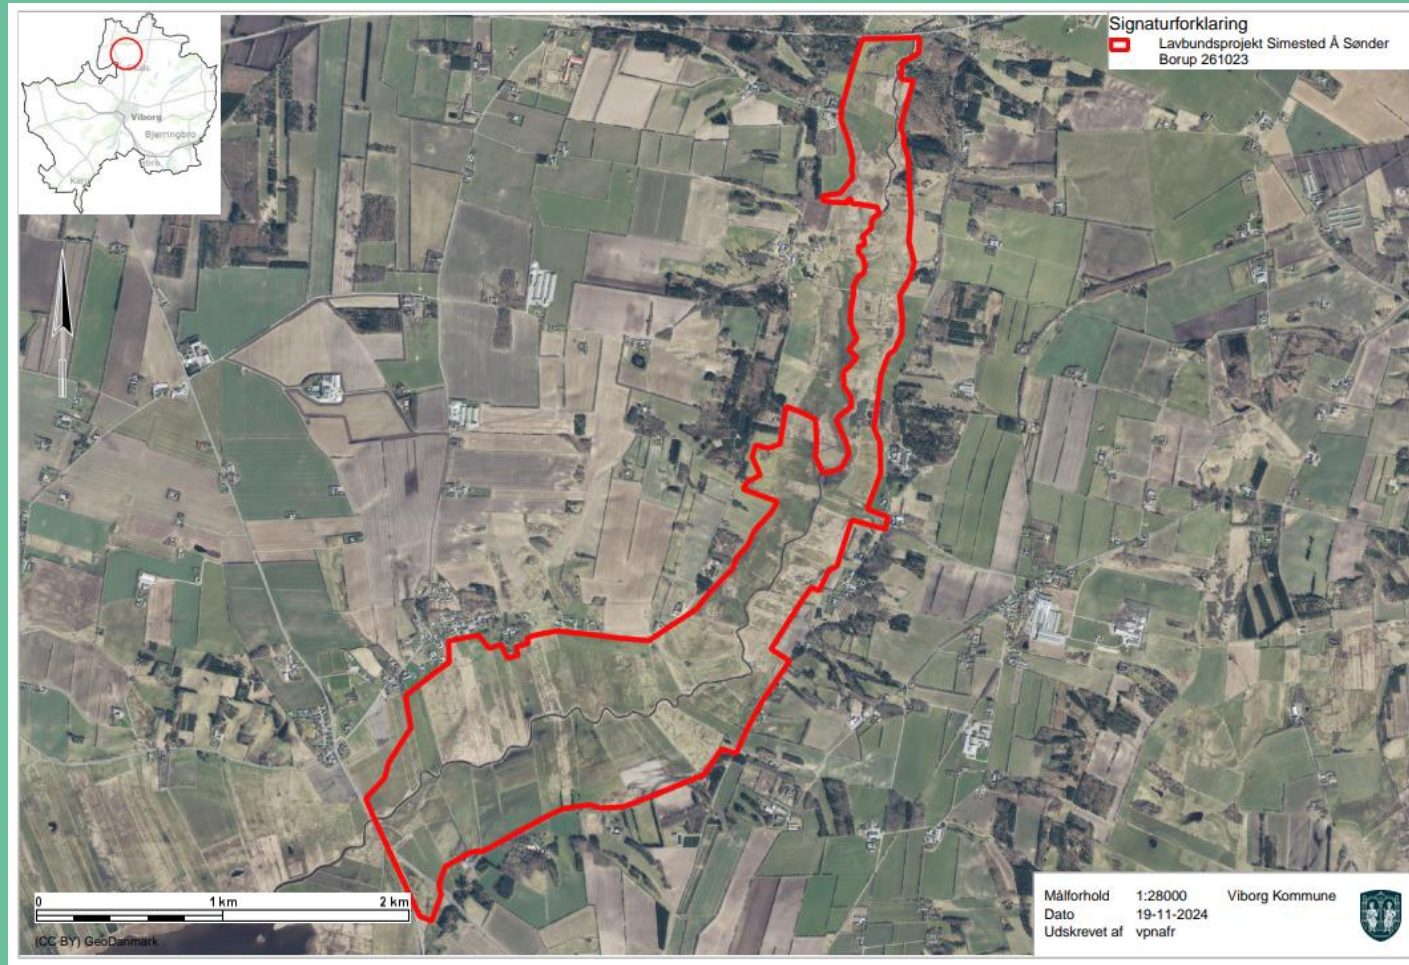 Signaturforklaring
Lavbundsprojekt Simested Å Sønder
Borup 261023
Viborg
Bjerringbro
0 1 km 2 km
(CC BY) GeoDanmark
Målforhold 1:28000 Viborg Kommune
Dato 19-11-2024
Udskrevet af vpnafr